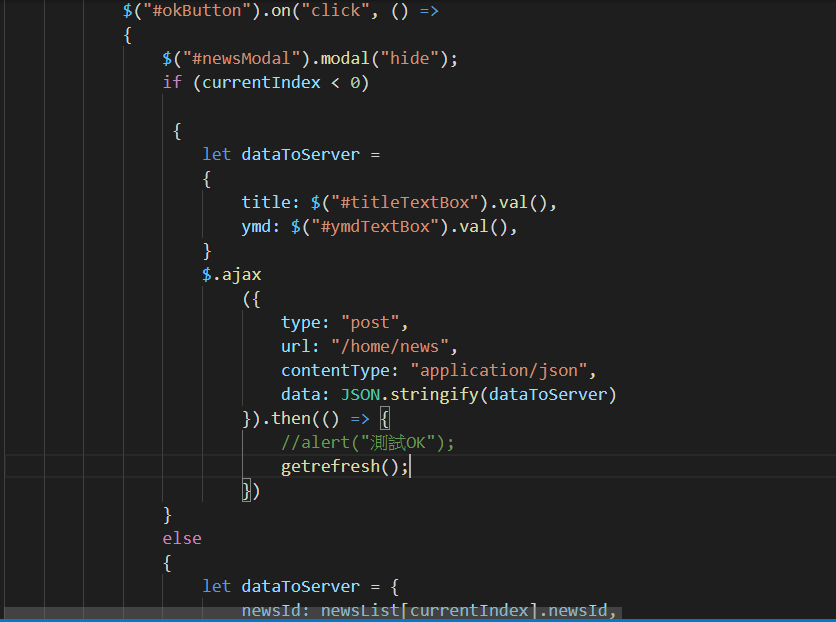 $("#okButton").on("click", () =>
{
$("#newsModal").modal("hide");
if (currentIndex < 0)
{
let dataToServer =
{
title: $("#titleTextBox").val(),
ymd: $("#ymdTextBox").val(),
}
$.ajax
({
type: "post",
url: "/home/news",
contentType: "application/json",
data: JSON.stringify(dataToServer)
}).then(() => {
//alert("測試OK");
getrefresh();
})
}
else
{
let dataToServer = {
newsId: newsList[currentIndex].newsId,